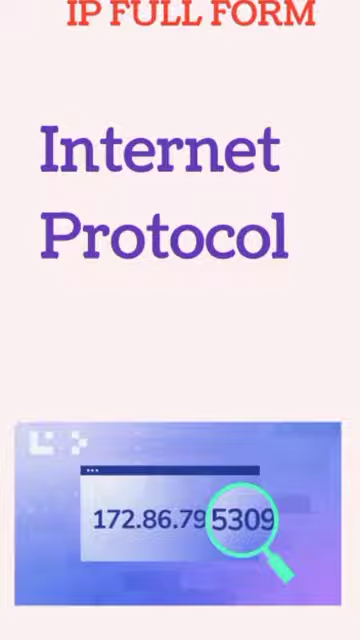 IP FULL FORM
Internet
Protocol
172.86.795309